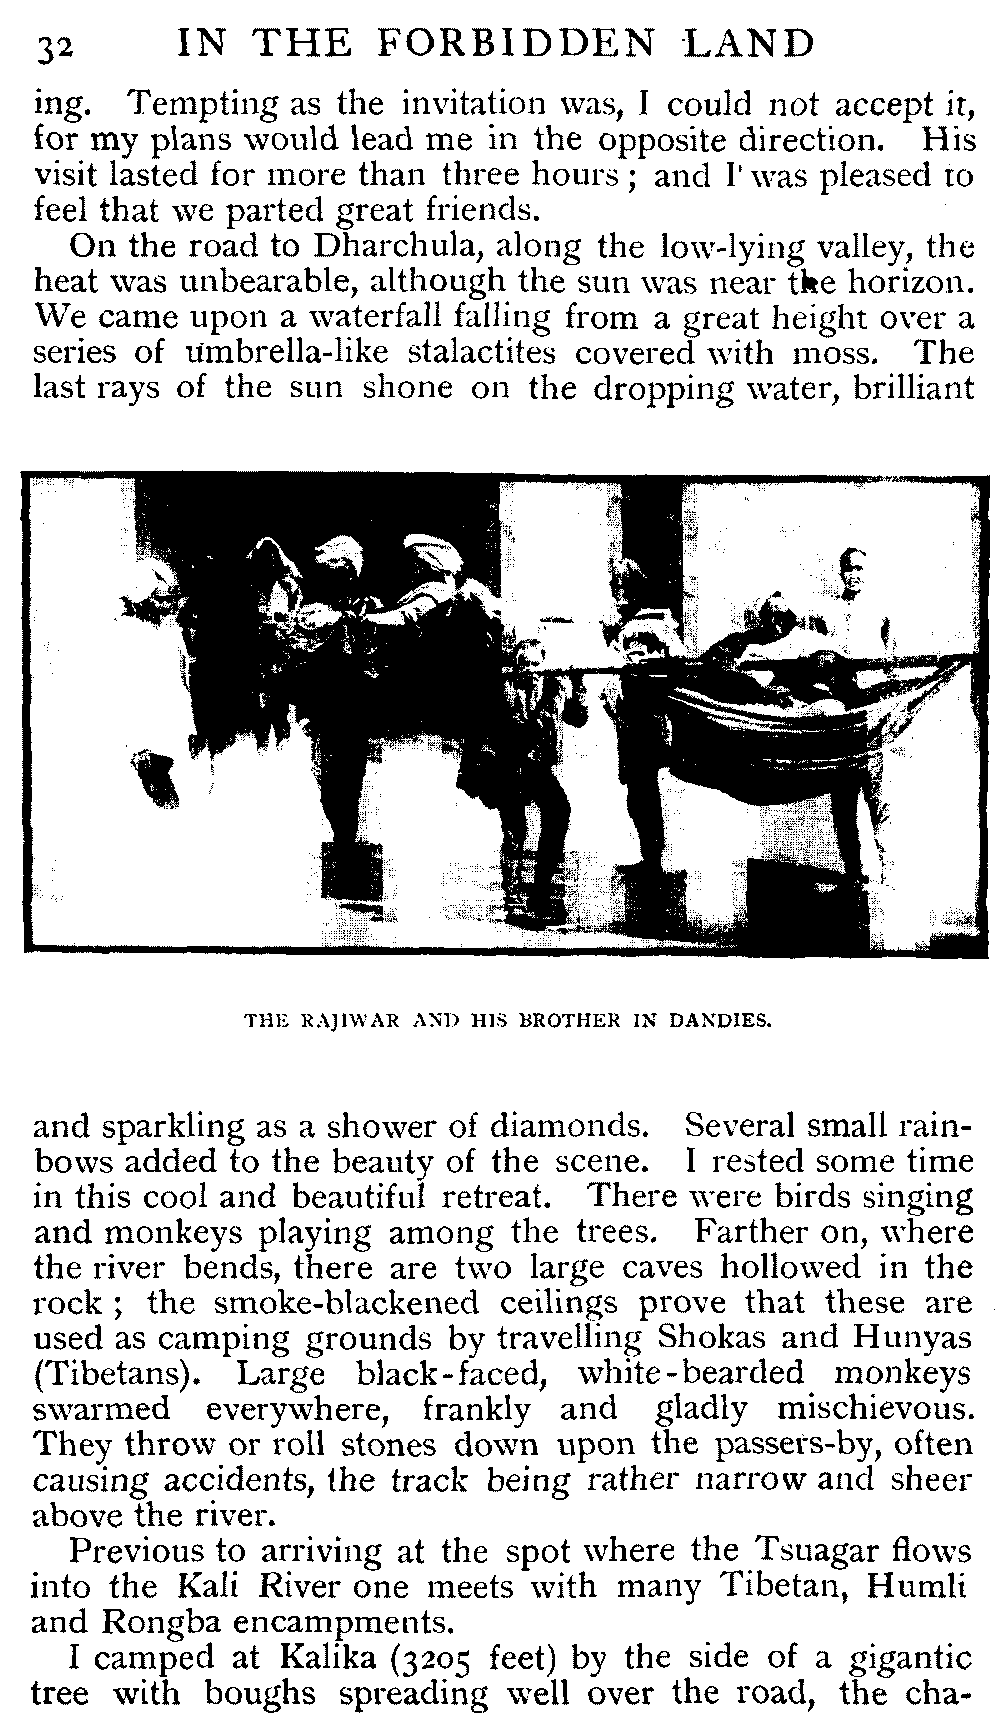 32 IN THE FORBIDDEN LAND
ing. Tempting as the invitation was, I could not accept it,
for my plans would lead me in the opposite direction. His
visit lasted for more than three hours; and I was pleased to
feel that we parted great friends.
On the road to Dharchula, along the low-lying valley, the
heat was unbearable, although the sun was near the horizon.
We came upon a waterfall falling from a great height over a
series of umbrella-like stalactites covered with moss. The
last rays of the sun shone on the dropping water, brilliant
THE RAJIWAR AND HIS BROTHER IN DANDIES.
and sparkling as a shower of diamonds. Several small rain-
bows added to the beauty of the scene. I rested some time
in this cool and beautiful retreat. There were birds singing
and monkeys playing among the trees. Farther on, where
the river bends, there are two large caves hollowed in the
rock; the smoke-blackened ceilings prove that these are
used as camping grounds by travelling Shokas and Hunyas
(Tibetans). Large black-faced, white-bearded monkeys
swarmed everywhere, frankly and gladly mischievous.
They throw or roll stones down upon the passers-by, often
causing accidents, the track being rather narrow and sheer
above the river.
Previous to arriving at the spot where the Tsuagar flows
into the Kali River one meets with many Tibetan, Humli
and Rongba encampments.
I camped at Kalika (3205 feet) by the side of a gigantic
tree with boughs spreading well over the road, the cha-